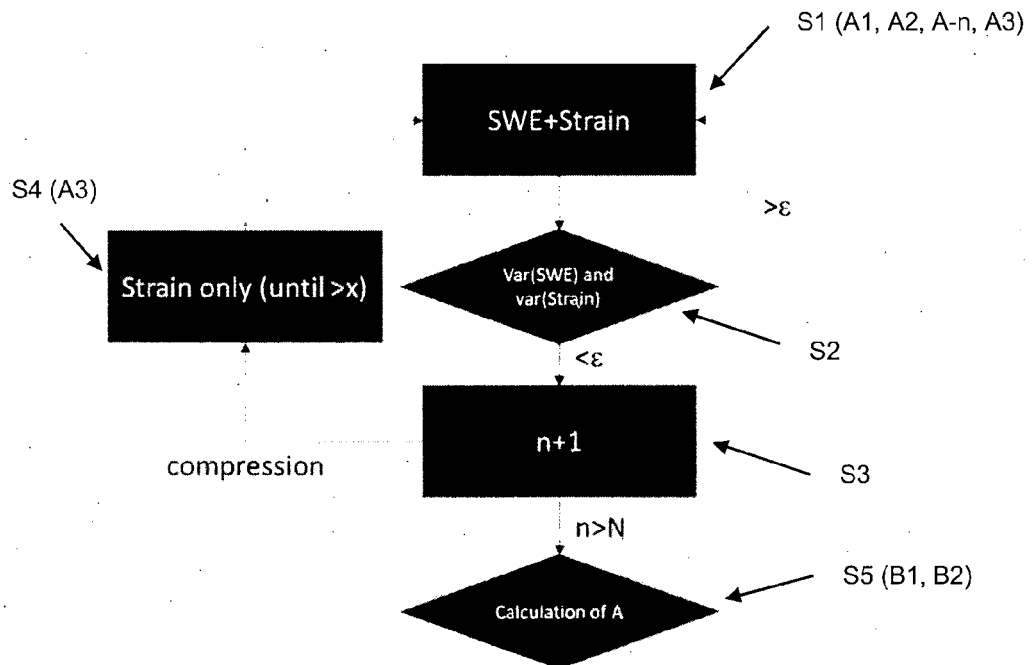 S1 (A1, A2, A-n, A3)
SWE+Strain
S4 (A3)
>ε
Strain only (until >x)
Var(SWE) and
var(Strain)
S2
<ε
n+1
compression
S3
n>N
S5 (B1, B2)
Calculation of A